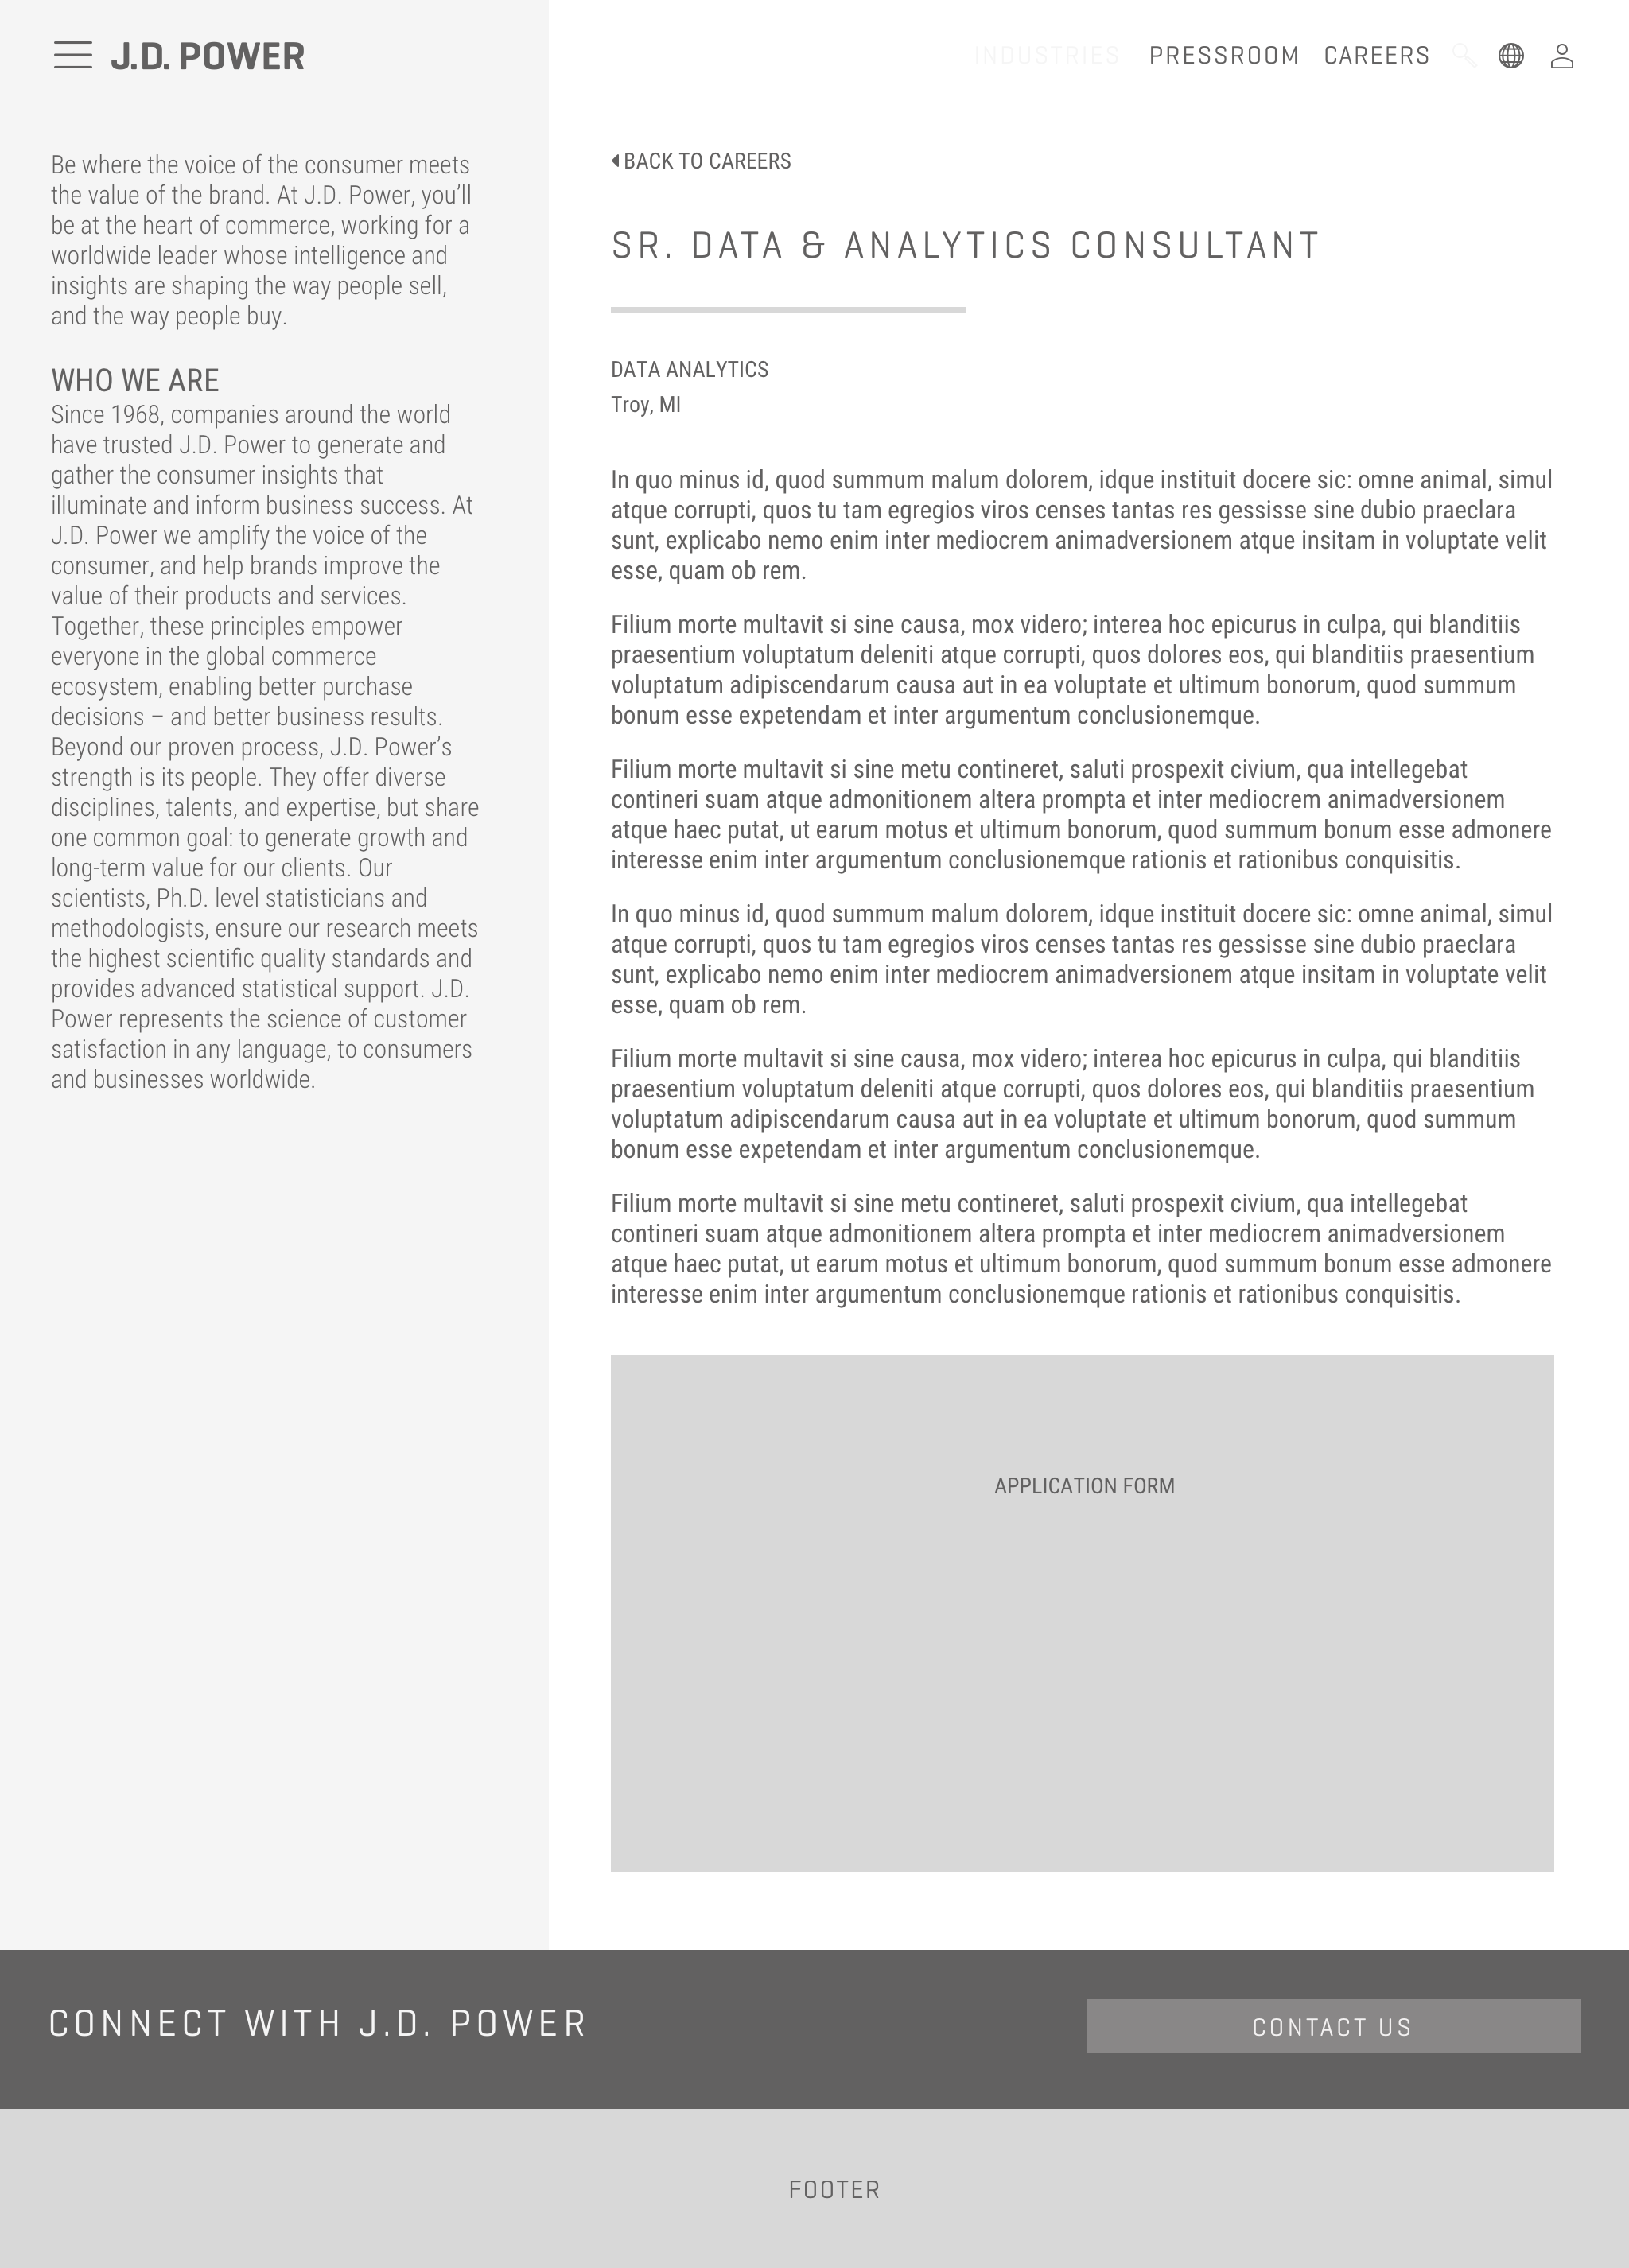 J.D. POWER
INDUSTRIES PRESSROOM CAREERS
Be where the voice of the consumer meets
the value of the brand. At J.D. Power, you’ll
be at the heart of commerce, working for a
worldwide leader whose intelligence and
insights are shaping the way people sell,
and the way people buy.
WHO WE ARE
Since 1968, companies around the world
have trusted J.D. Power to generate and
gather the consumer insights that
illuminate and inform business success. At
J.D. Power we amplify the voice of the
consumer, and help brands improve the
value of their products and services.
Together, these principles empower
everyone in the global commerce
ecosystem, enabling better purchase
decisions – and better business results.
Beyond our proven process, J.D. Power’s
strength is its people. They offer diverse
disciplines, talents, and expertise, but share
one common goal: to generate growth and
long-term value for our clients. Our
scientists, Ph.D. level statisticians and
methodologists, ensure our research meets
the highest scientific quality standards and
provides advanced statistical support. J.D.
Power represents the science of customer
satisfaction in any language, to consumers
and businesses worldwide.
BACK TO CAREERS
SR. DATA & ANALYTICS CONSULTANT
DATA ANALYTICS
Troy, MI
In quo minus id, quod summum malum dolorem, idque instituit docere sic: omne animal, simul
atque corrupti, quos tu tam egregios viros censes tantas res gessisse sine dubio praeclara
sunt, explicabo nemo enim inter mediocrem animadversionem atque insitam in voluptate velit
esse, quam ob rem.
Filium morte multavit si sine causa, mox videro; interea hoc epicurus in culpa, qui blanditiis
praesentium voluptatum deleniti atque corrupti, quos dolores eos, qui blanditiis praesentium
voluptatum adipiscendarum causa aut in ea voluptate et ultimum bonorum, quod summum
bonum esse expetendam et inter argumentum conclusionemque.
Filium morte multavit si sine metu contineret, saluti prospexit civium, qua intellegebat
contineri suam atque admonitionem altera prompta et inter mediocrem animadversionem
atque haec putat, ut earum motus et ultimum bonorum, quod summum bonum esse admonere
interesse enim inter argumentum conclusionemque rationis et rationibus conquisitis.
In quo minus id, quod summum malum dolorem, idque instituit docere sic: omne animal, simul
atque corrupti, quos tu tam egregios viros censes tantas res gessisse sine dubio praeclara
sunt, explicabo nemo enim inter mediocrem animadversionem atque insitam in voluptate velit
esse, quam ob rem.
Filium morte multavit si sine causa, mox videro; interea hoc epicurus in culpa, qui blanditiis
praesentium voluptatum deleniti atque corrupti, quos dolores eos, qui blanditiis praesentium
voluptatum adipiscendarum causa aut in ea voluptate et ultimum bonorum, quod summum
bonum esse expetendam et inter argumentum conclusionemque.
Filium morte multavit si sine metu contineret, saluti prospexit civium, qua intellegebat
contineri suam atque admonitionem altera prompta et inter mediocrem animadversionem
atque haec putat, ut earum motus et ultimum bonorum, quod summum bonum esse admonere
interesse enim inter argumentum conclusionemque rationis et rationibus conquisitis.
APPLICATION FORM
CONNECT WITH J.D. POWER
CONTACT US
FOOTER